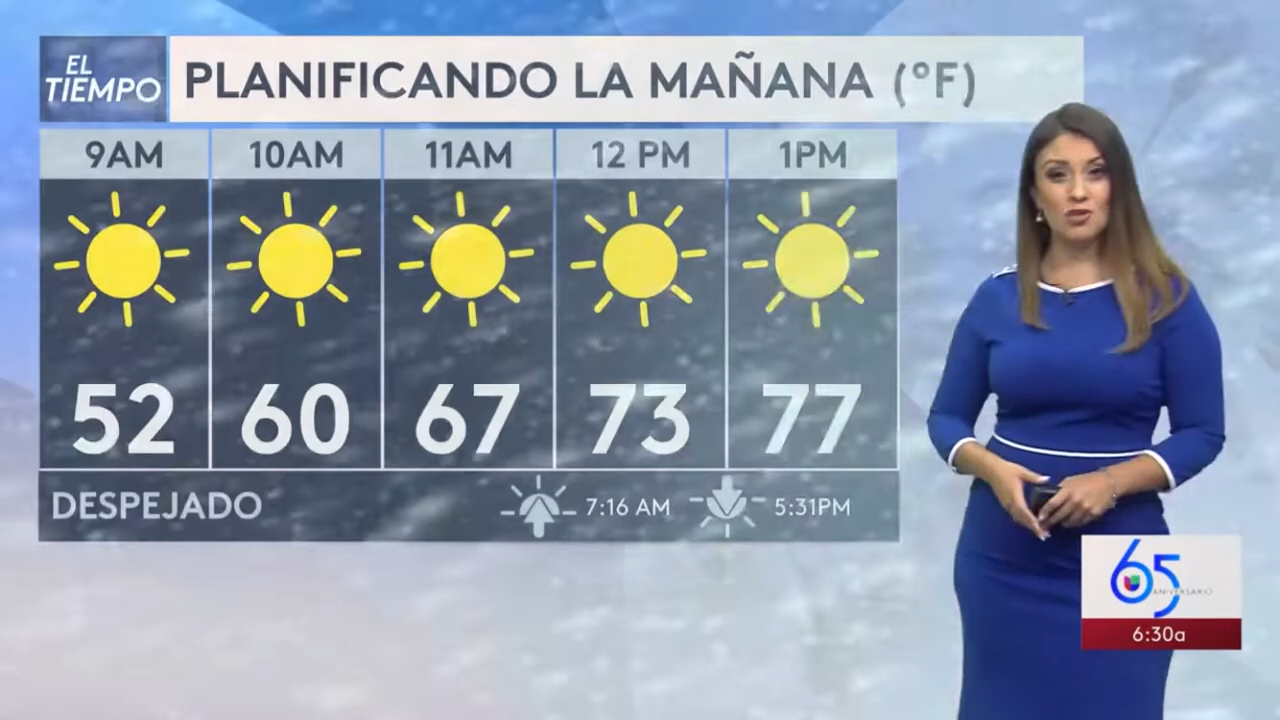 EL
TIEMPO
PLANIFICANDO LA MAÑANA (°F)
9AM 10AM 11AM 12 PM 1PM
52 60 67 73 77
DESPEJADO 7:16 AM 5:31PM
65
ANIVERSARIO
6:30a